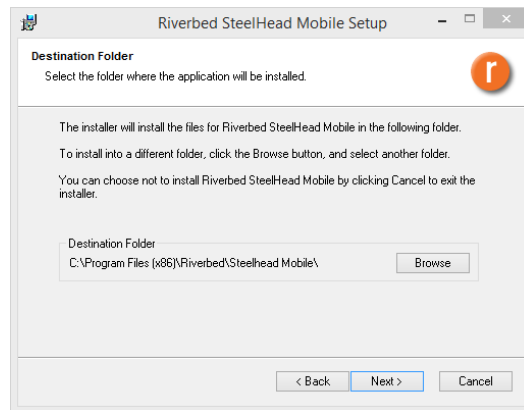 Riverbed SteelHead Mobile Setup
Destination Folder
Select the folder where the application will be installed.
r
The installer will install the files for Riverbed SteelHead Mobile in the following folder.
To install into a different folder, click the Browse button, and select another folder.
You can choose not to install Riverbed SteelHead Mobile by clicking Cancel to exit the
installer.
Destination Folder
C:\Program Files (x86)\Riverbed\Steelhead Mobile\
Browse
< Back
Next >
Cancel